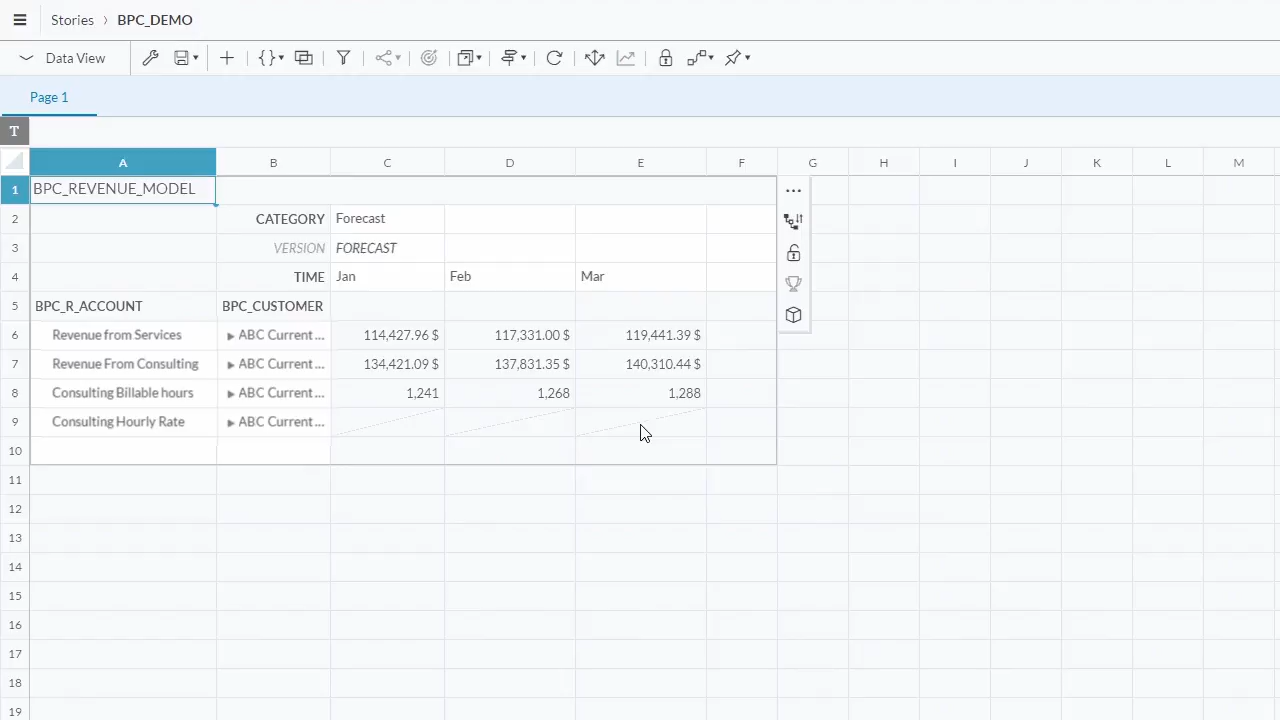 Stories › BPC_DEMO
Data View
Page 1
T
A B C D E F G H I J K L M
1 BPC_REVENUE_MODEL
2 CATEGORY Forecast
3 VERSION FORECAST
4 TIME Jan Feb Mar
5 BPC_R_ACCOUNT BPC_CUSTOMER
6 Revenue from Services ▶ ABC Current ... 114,427.96 $ 117,331.00 $ 119,441.39 $
7 Revenue From Consulting ▶ ABC Current ... 134,421.09 $ 137,831.35 $ 140,310.44 $
8 Consulting Billable hours ▶ ABC Current ... 1,241 1,268 1,288
9 Consulting Hourly Rate ▶ ABC Current ...
10
11
12
13
14
15
16
17
18
19